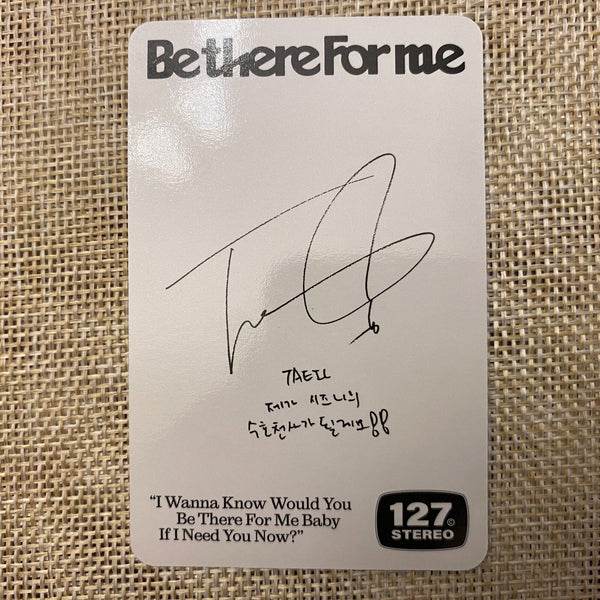 Be there For me
TAEIL
제가 시즈니의
수호천사가 될게요
“I Wanna Know Would You
Be There For Me Baby
If I Need You Now?”
127©
STEREO